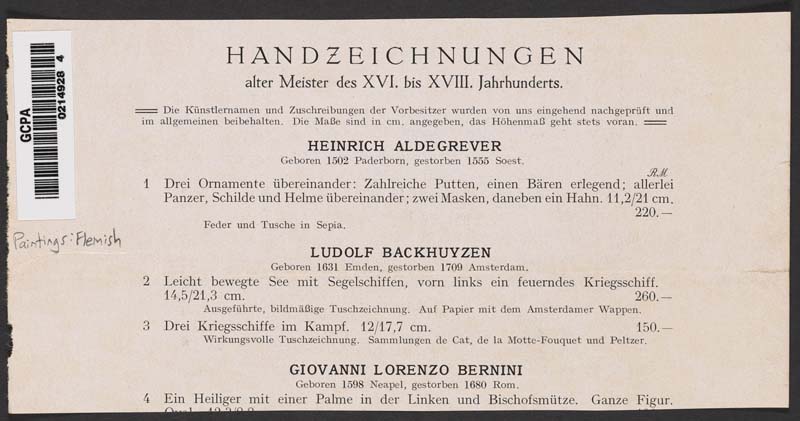 HANDZEICHNUNGEN
alter Meister des XVI. bis XVIII. Jahrhunderts.
Die Künstlernamen und Zuschreibungen der Vorbesitzer wurden von uns eingehend nachgeprüft und
im allgemeinen beibehalten. Die Maße sind in cm. angegeben, das Höhenmaß geht stets voran.
GCPA
0214928 4
HEINRICH ALDEGREVER
Geboren 1502 Paderborn, gestorben 1555 Soest.
R.M.
1 Drei Ornamente übereinander: Zahlreiche Putten, einen Bären erlegend; allerlei
Panzer, Schilde und Helme übereinander; zwei Masken, daneben ein Hahn. 11,2/21 cm.
220.—
Feder und Tusche in Sepia.
Paintings: Flemish
LUDOLF BACKHUYZEN
Geboren 1631 Emden, gestorben 1709 Amsterdam.
2 Leicht bewegte See mit Segelschiffen, vorn links ein feuerndes Kriegsschiff.
14,5/21,3 cm. 260.—
Ausgeführte, bildmäßige Tuschzeichnung. Auf Papier mit dem Amsterdamer Wappen.
3 Drei Kriegsschiffe im Kampf. 12/17,7 cm. 150.—
Wirkungsvolle Tuschzeichnung. Sammlungen de Cat, de la Motte-Fouquet und Peltzer.
GIOVANNI LORENZO BERNINI
Geboren 1598 Neapel, gestorben 1680 Rom.
4 Ein Heiliger mit einer Palme in der Linken und Bischofsmütze. Ganze Figur.